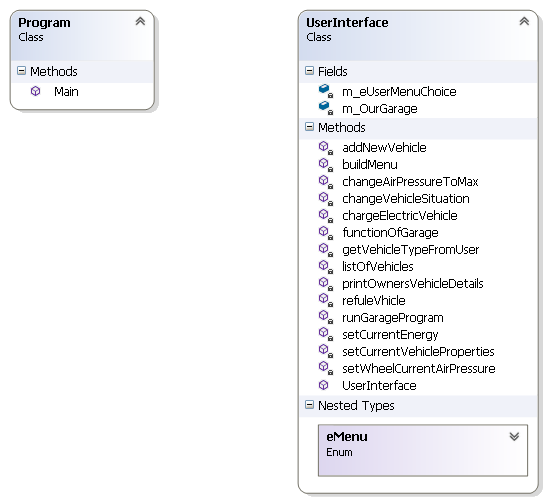 Program
Class
Methods
Main
UserInterface
Class
Fields
m_eUserMenuChoice
m_OurGarage
Methods
addNewVehicle
buildMenu
changeAirPressureToMax
changeVehicleSituation
chargeElectricVehicle
functionOfGarage
getVehicleTypeFromUser
listOfVehicles
printOwnersVehicleDetails
refuleVhicle
runGarageProgram
setCurrentEnergy
setCurrentVehicleProperties
setWheelCurrentAirPressure
UserInterface
Nested Types
eMenu
Enum